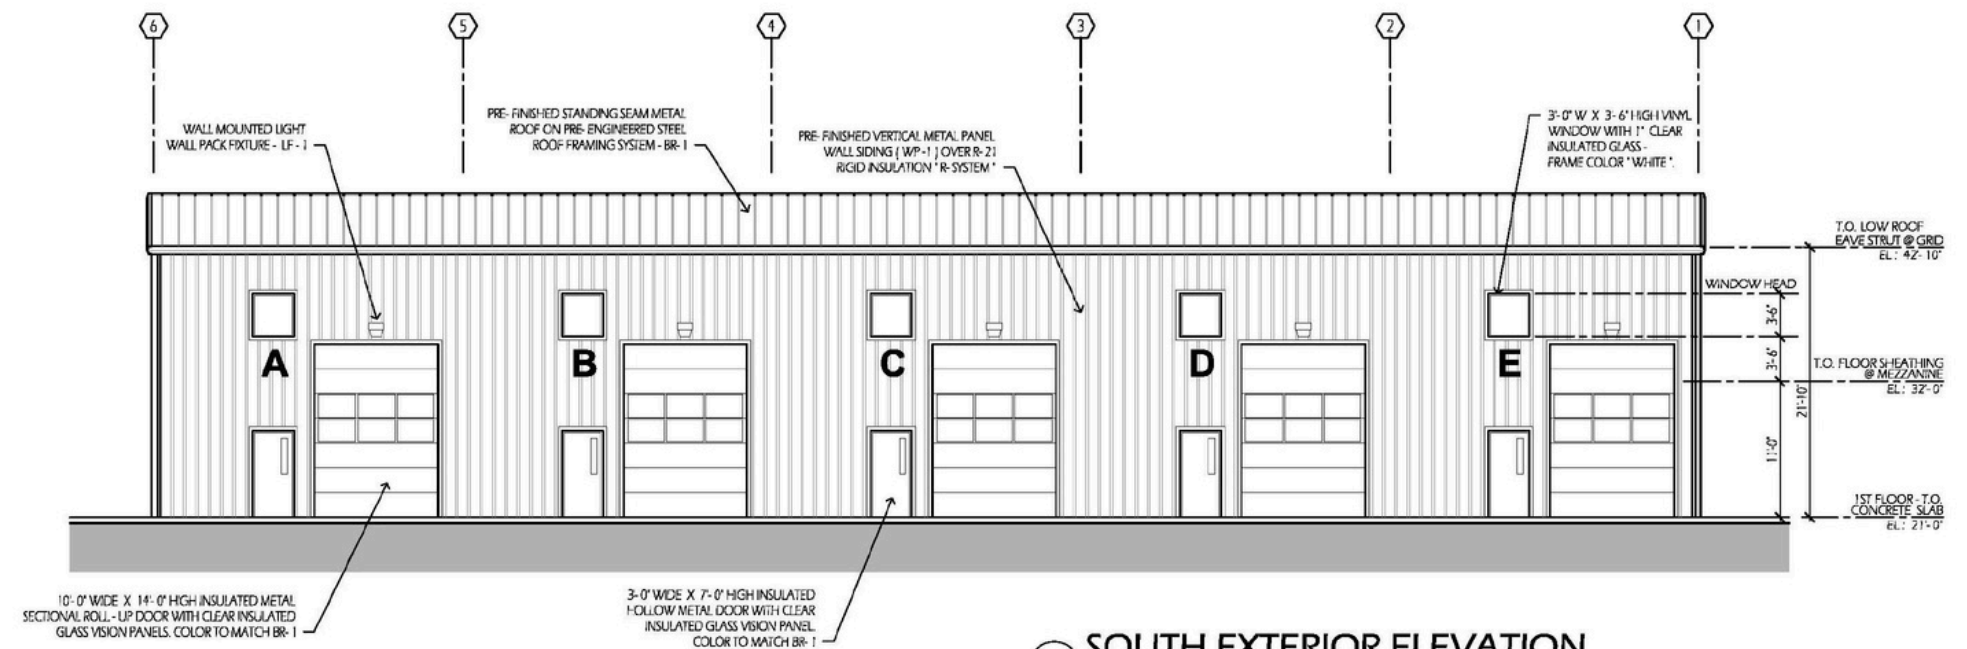 6 5 4 3 2 1
WALL MOUNTED LIGHT
WALL PACK FIXTURE - LF - 1
PRE- FINISHED STANDING SEAM METAL
ROOF ON PRE- ENGINEERED STEEL
ROOF FRAMING SYSTEM - BR- 1
PRE- FINISHED VERTICAL METAL PANEL
WALL SIDING ( WP -1 ) OVER R- 21
RIGID INSULATION " R- SYSTEM "
3'- 0" W X 3- 6" HIGH VINYL
WINDOW WITH 1" CLEAR
INSULATED GLASS -
FRAME COLOR " WHITE ".
T.O. LOW ROOF
EAVE STRUT @ GRID
EL : 42'- 10"
WINDOW HEAD
3'-6"
3'-6"
T.O. FLOOR SHEATHING
@ MEZZANINE
EL : 32'- 0"
21'-10"
11'-0"
1ST FLOOR - T.O.
CONCRETE SLAB
EL : 21'- 0"
A B C D E
10'- 0" WIDE X 14'- 0" HIGH INSULATED METAL
SECTIONAL ROLL - UP DOOR WITH CLEAR INSULATED
GLASS VISION PANELS. COLOR TO MATCH BR- 1
3- 0" WIDE X 7'- 0" HIGH INSULATED
HOLLOW METAL DOOR WITH CLEAR
INSULATED GLASS VISION PANEL.
COLOR TO MATCH BR- 1
SOUTH EXTERIOR ELEVATION